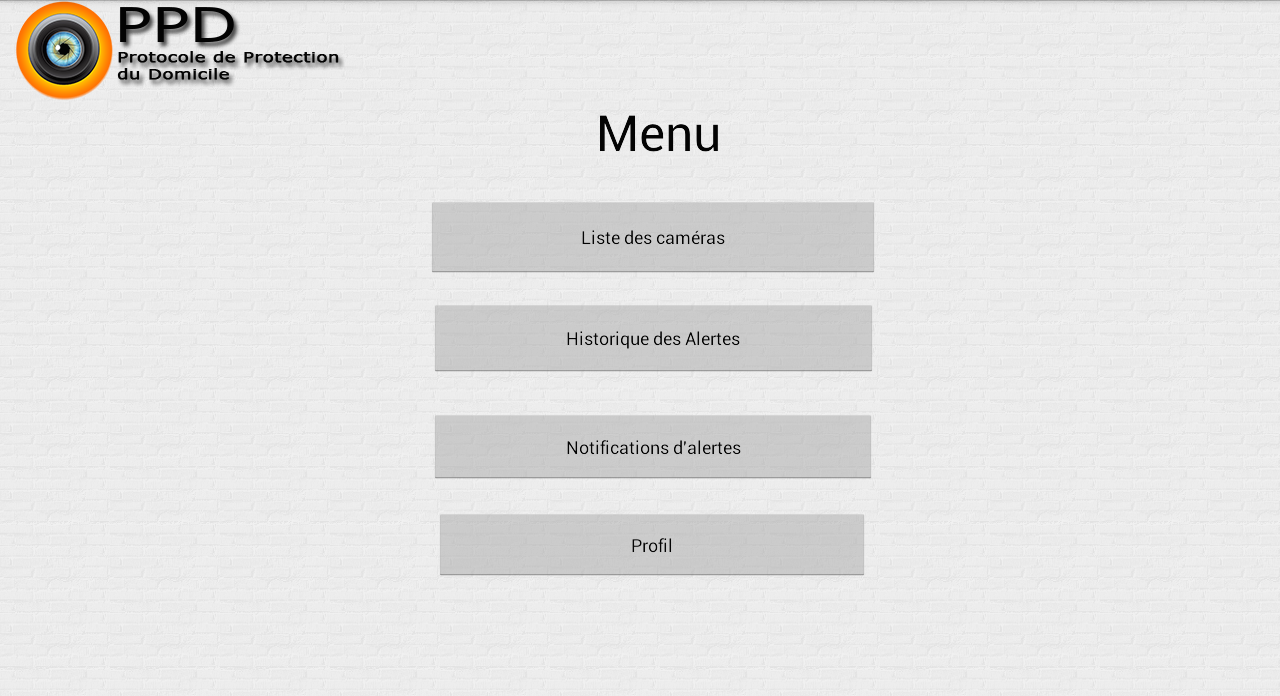 PPD
Protocole de Protection
du Domicile
Menu
Liste des caméras
Historique des Alertes
Notifications d'alertes
Profil